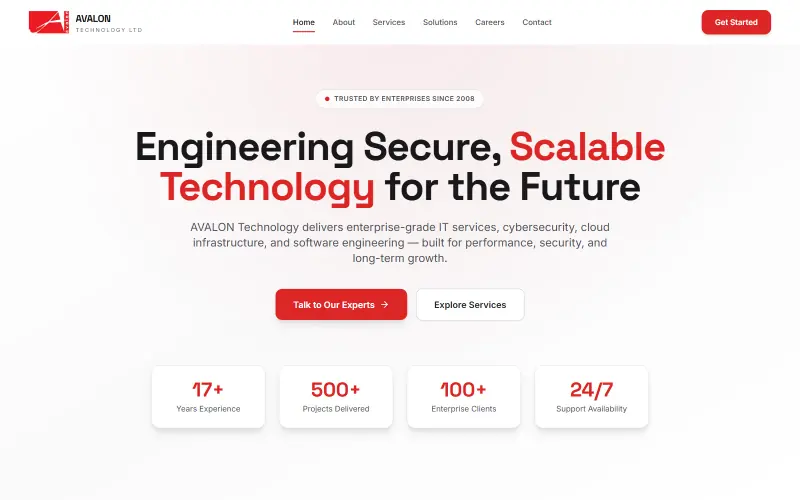 AVALON
TECHNOLOGY LTD
Home
About
Services
Solutions
Careers
Contact
Get Started
TRUSTED BY ENTERPRISES SINCE 2008
Engineering Secure, Scalable
Technology for the Future
AVALON Technology delivers enterprise-grade IT services, cybersecurity, cloud
infrastructure, and software engineering — built for performance, security, and
long-term growth.
Talk to Our Experts →
Explore Services
17+
Years Experience
500+
Projects Delivered
100+
Enterprise Clients
24/7
Support Availability